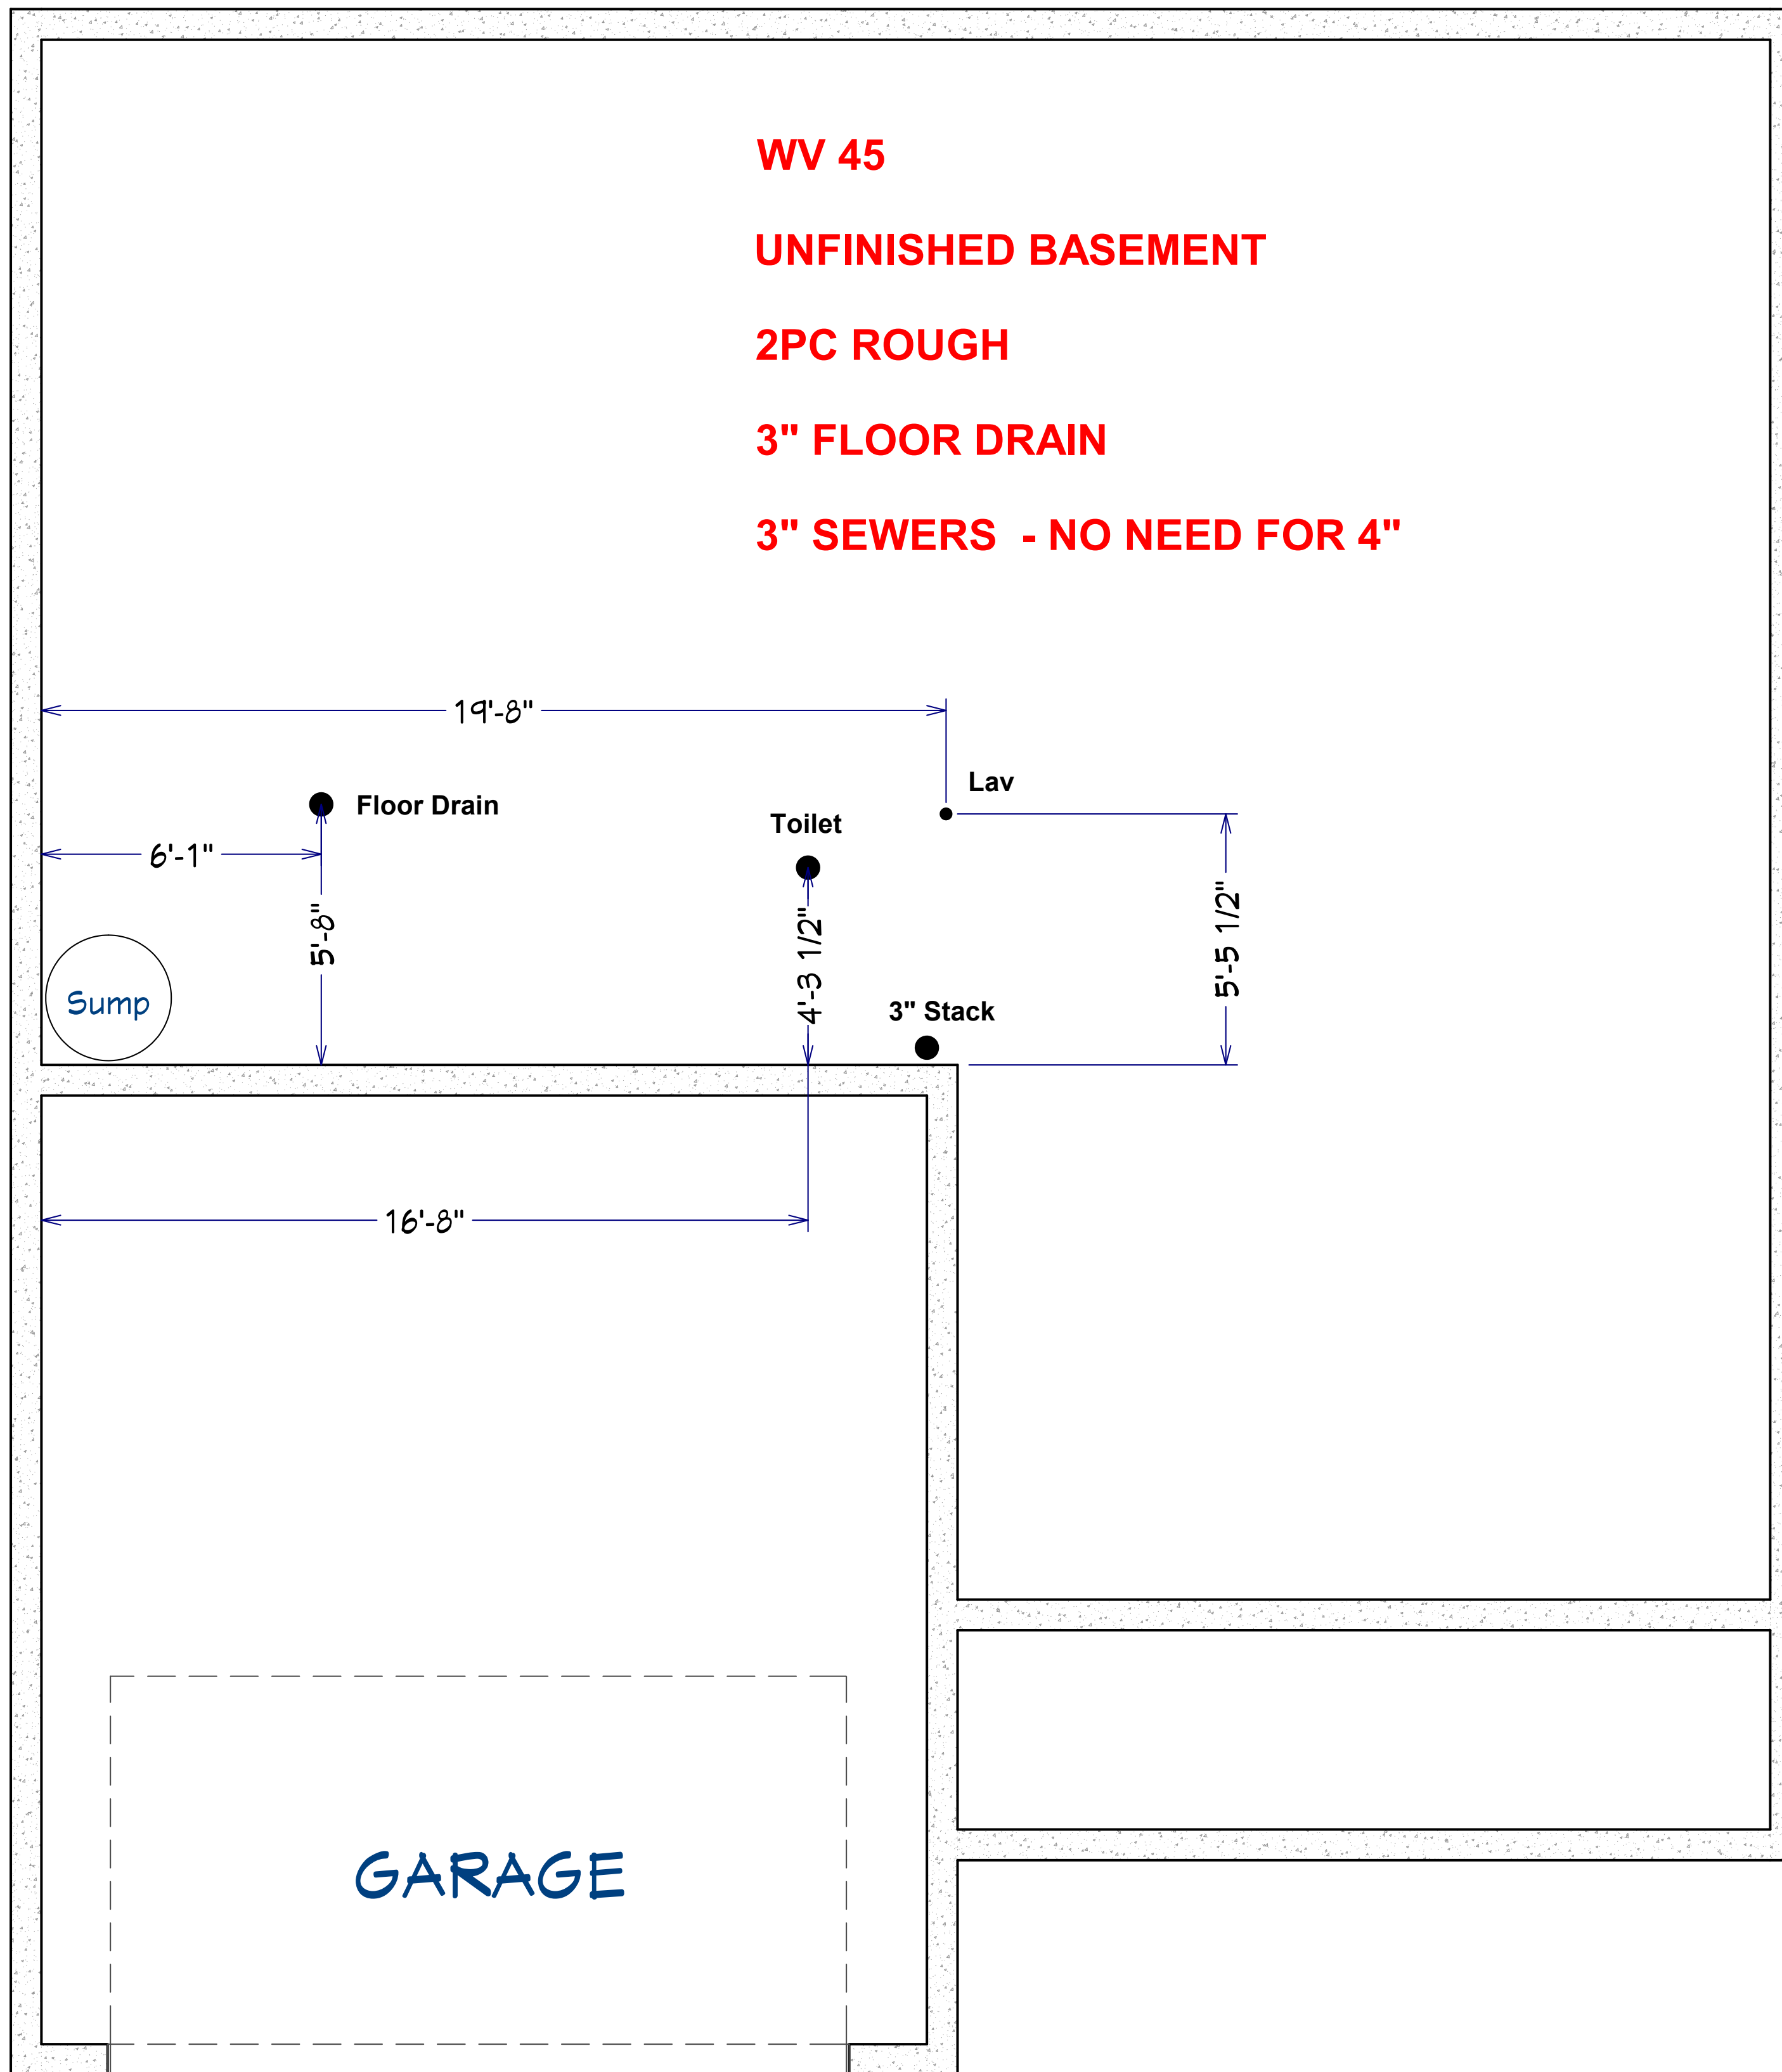 WV 45
UNFINISHED BASEMENT
2PC ROUGH
3" FLOOR DRAIN
3" SEWERS - NO NEED FOR 4"
19'-8"
Lav
Floor Drain
Toilet
6'-1"
5'-8"
4'-3 1/2"
5'-5 1/2"
Sump
3" Stack
16'-8"
GARAGE